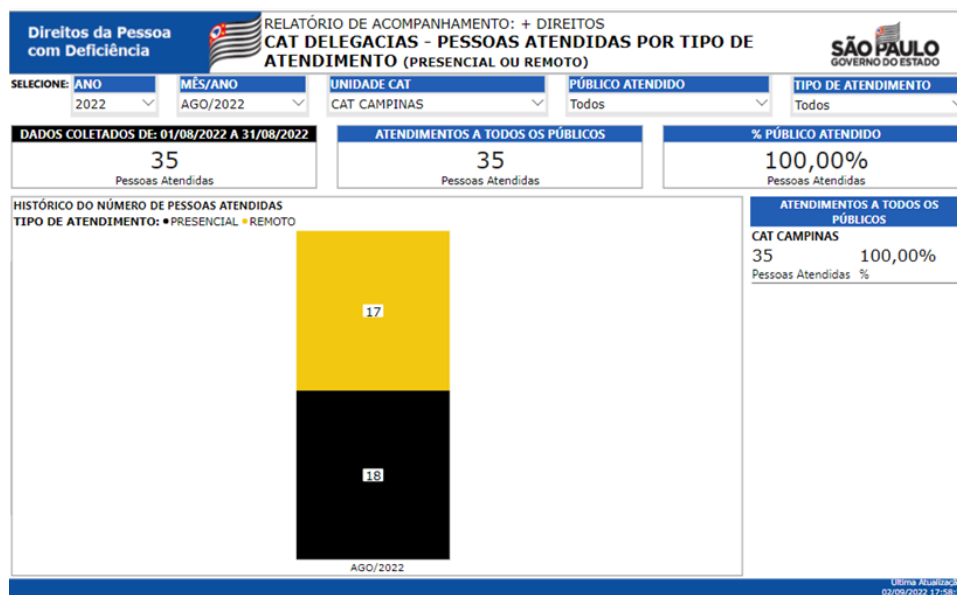 Direitos da Pessoa
com Deficiência
RELATÓRIO DE ACOMPANHAMENTO: + DIREITOS
CAT DELEGACIAS - PESSOAS ATENDIDAS POR TIPO DE
ATENDIMENTO (PRESENCIAL OU REMOTO)
SÃO PAULO
GOVERNO DO ESTADO
SELECIONE: ANO MÊS/ANO UNIDADE CAT PÚBLICO ATENDIDO TIPO DE ATENDIMENTO
2022 AGO/2022 CAT CAMPINAS Todos Todos
DADOS COLETADOS DE: 01/08/2022 A 31/08/2022
35
Pessoas Atendidas
ATENDIMENTOS A TODOS OS PÚBLICOS
35
Pessoas Atendidas
% PÚBLICO ATENDIDO
100,00%
Pessoas Atendidas
HISTÓRICO DO NÚMERO DE PESSOAS ATENDIDAS
TIPO DE ATENDIMENTO: PRESENCIAL REMOTO
17
18
AGO/2022
ATENDIMENTOS A TODOS OS
PÚBLICOS
CAT CAMPINAS
35 100,00%
Pessoas Atendidas %
Última Atualizaçã
02/09/2022 17:58: